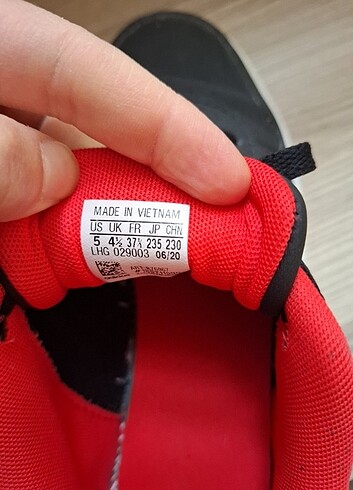 MADE IN VIETNAM
US UK FR JP CHN
5 4½ 37⅓ 235 230
LHG 029003 06/20